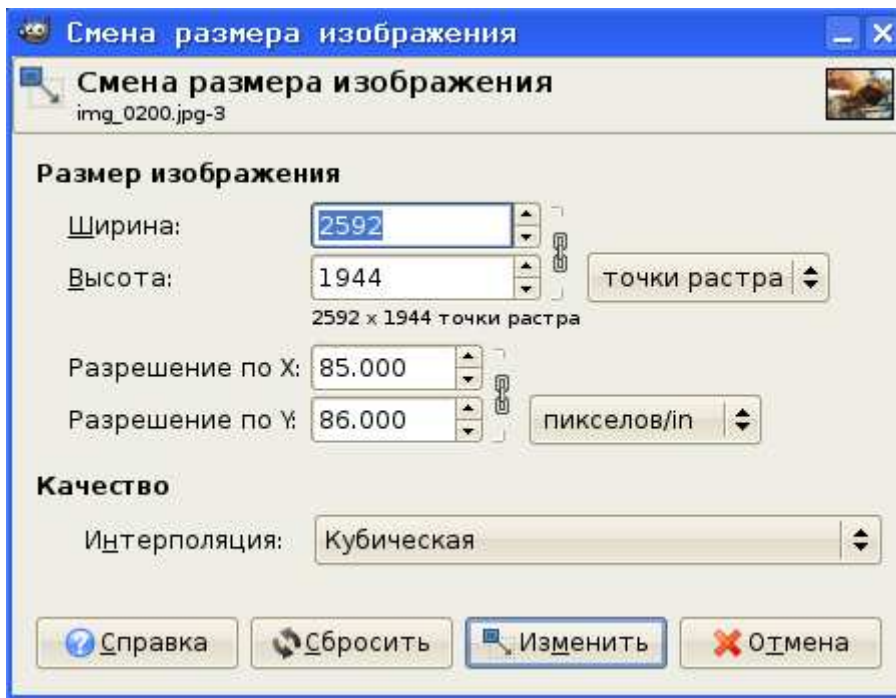 Смена размера изображения
Смена размера изображения
img_0200.jpg-3
Размер изображения
Ширина: 2592
Высота: 1944 точки растра
2592 x 1944 точки растра
Разрешение по X: 85.000
Разрешение по Y: 86.000 пикселов/in
Качество
Интерполяция: Кубическая
Справка Сбросить Изменить Отмена